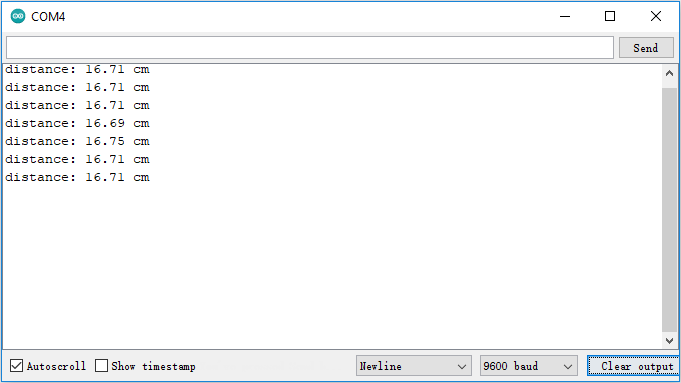 COM4
Send
distance: 16.71 cm
distance: 16.71 cm
distance: 16.71 cm
distance: 16.69 cm
distance: 16.75 cm
distance: 16.71 cm
distance: 16.71 cm
Autoscroll Show timestamp Newline 9600 baud Clear output